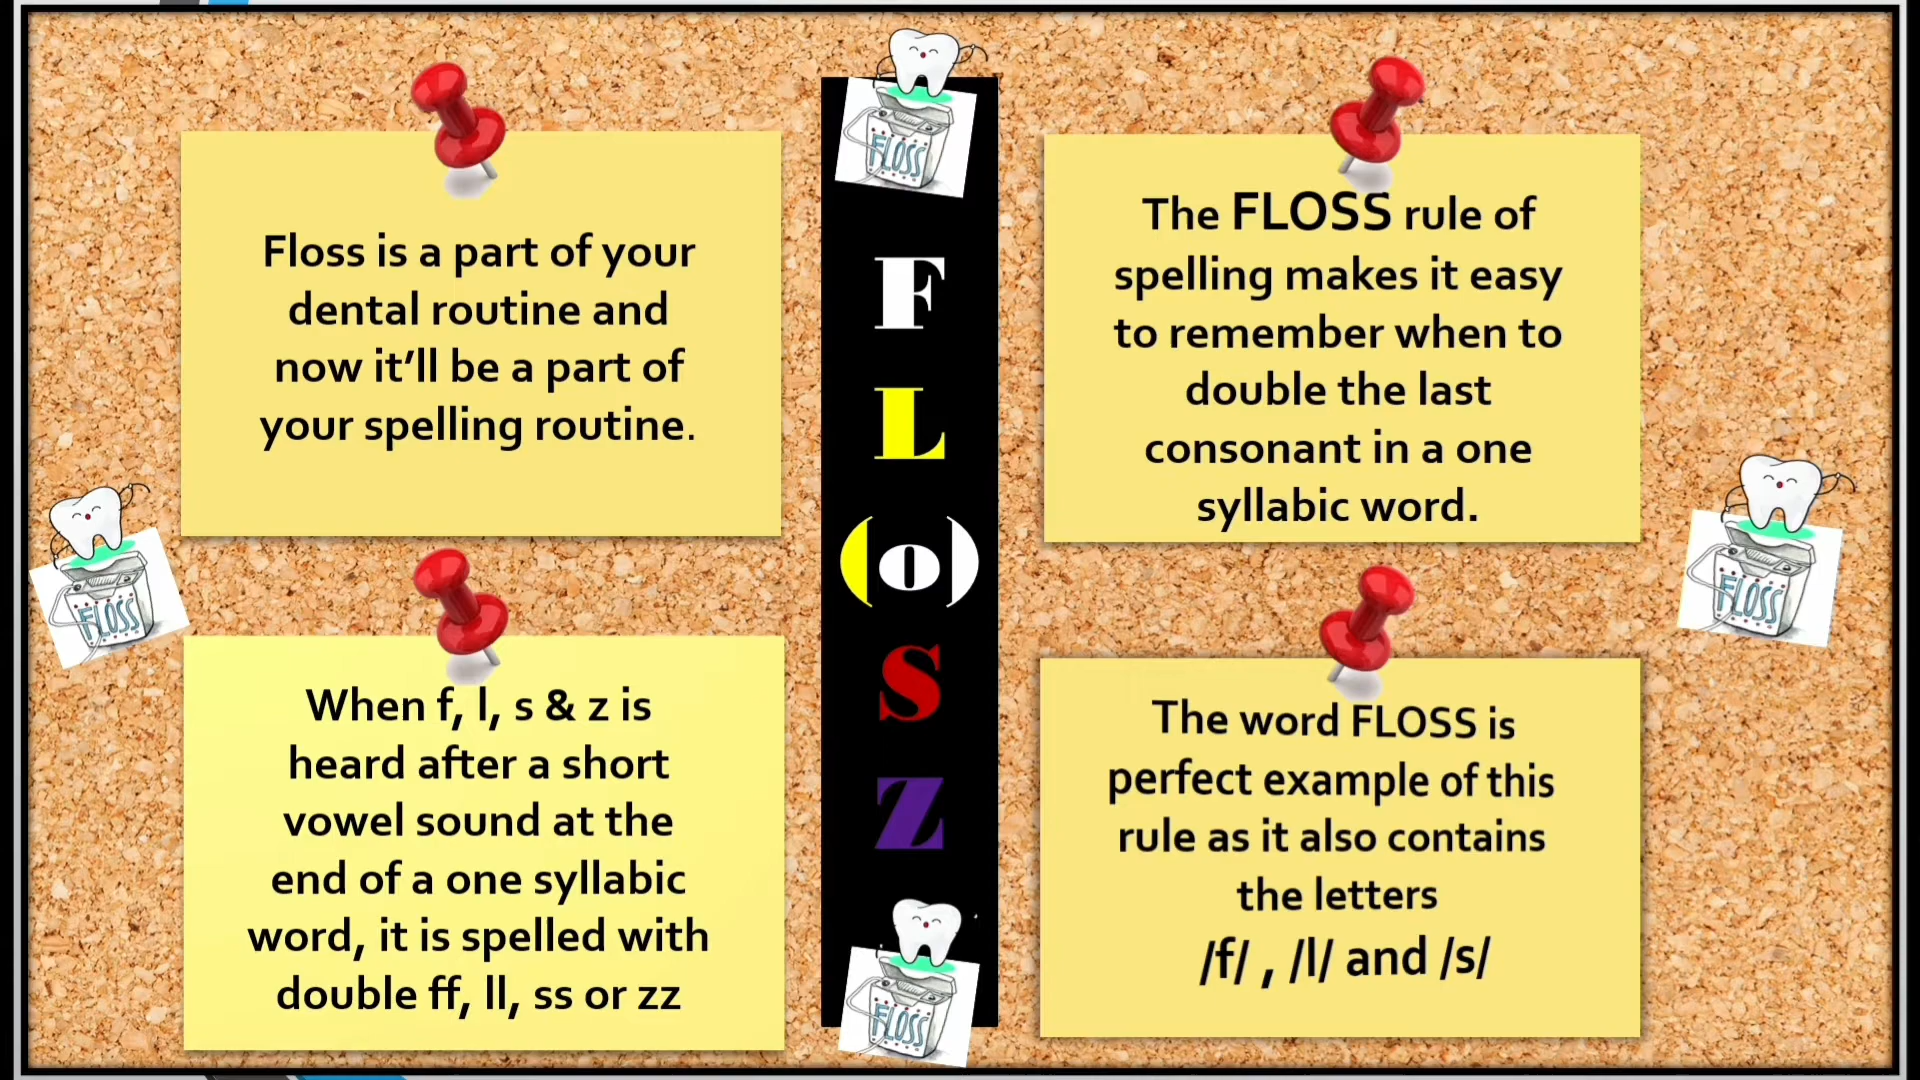 Floss is a part of your
dental routine and
now it’ll be a part of
your spelling routine.
When f, l, s & z is
heard after a short
vowel sound at the
end of a one syllabic
word, it is spelled with
double ff, ll, ss or zz
FLOSS
F
L
(o)
S
Z
FLOSS
The FLOSS rule of
spelling makes it easy
to remember when to
double the last
consonant in a one
syllabic word.
The word FLOSS is
perfect example of this
rule as it also contains
the letters
/f/ , /l/ and /s/
FLOSS
FLOSS